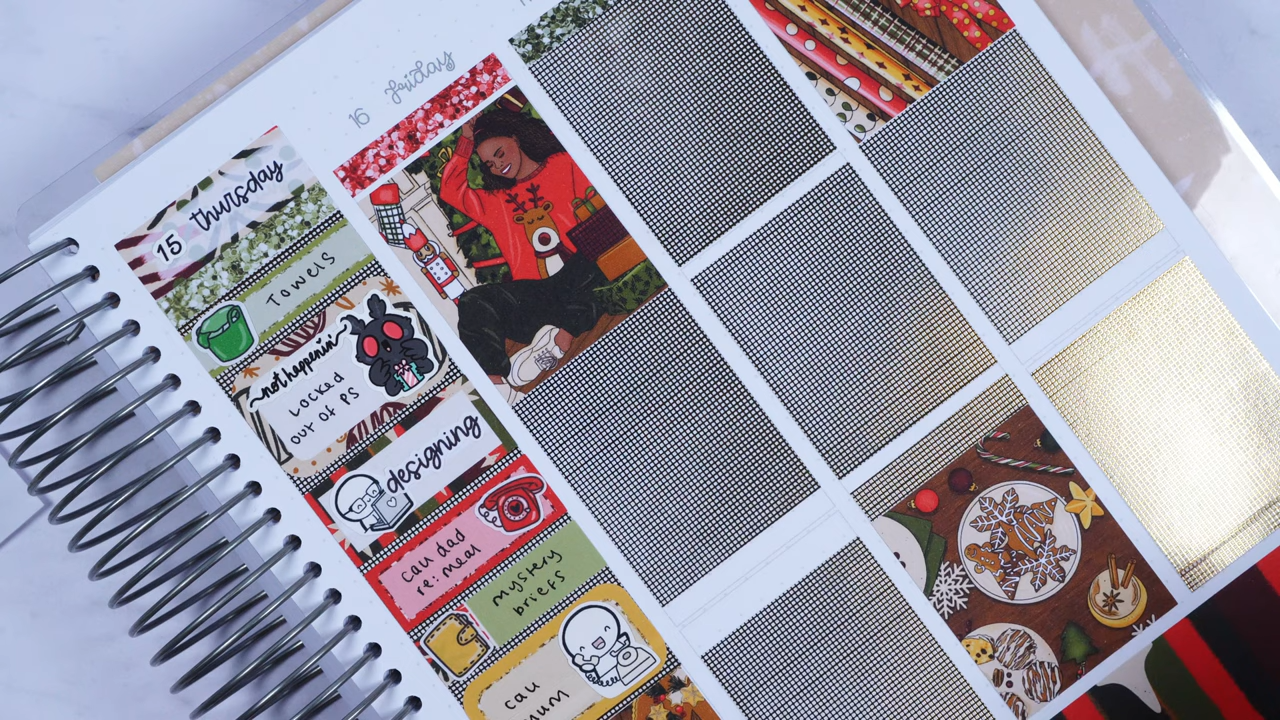 16 friday
15 thursday
Towels
~not happenin'~
Locked
out of PS
designing
call dad
re: meal
mystery
briefs
call
mum